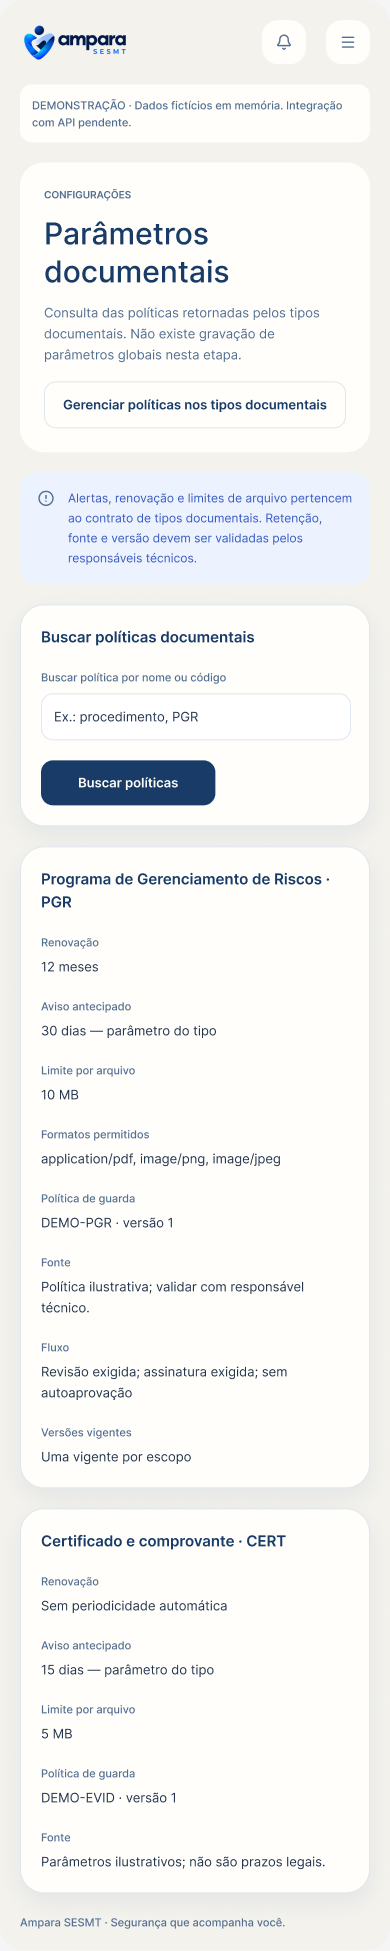 ampara
SESMT
DEMONSTRAÇÃO · Dados fictícios em memória. Integração
com API pendente.
CONFIGURAÇÕES
Parâmetros
documentais
Consulta das políticas retornadas pelos tipos
documentais. Não existe gravação de
parâmetros globais nesta etapa.
Gerenciar políticas nos tipos documentais
Alertas, renovação e limites de arquivo pertencem
ao contrato de tipos documentais. Retenção,
fonte e versão devem ser validadas pelos
responsáveis técnicos.
Buscar políticas documentais
Buscar política por nome ou código
Ex.: procedimento, PGR
Buscar políticas
Programa de Gerenciamento de Riscos ·
PGR
Renovação
12 meses
Aviso antecipado
30 dias — parâmetro do tipo
Limite por arquivo
10 MB
Formatos permitidos
application/pdf, image/png, image/jpeg
Política de guarda
DEMO-PGR · versão 1
Fonte
Política ilustrativa; validar com responsável
técnico.
Fluxo
Revisão exigida; assinatura exigida; sem
autoaprovação
Versões vigentes
Uma vigente por escopo
Certificado e comprovante · CERT
Renovação
Sem periodicidade automática
Aviso antecipado
15 dias — parâmetro do tipo
Limite por arquivo
5 MB
Política de guarda
DEMO-EVID · versão 1
Fonte
Parâmetros ilustrativos; não são prazos legais.
Ampara SESMT · Segurança que acompanha você.